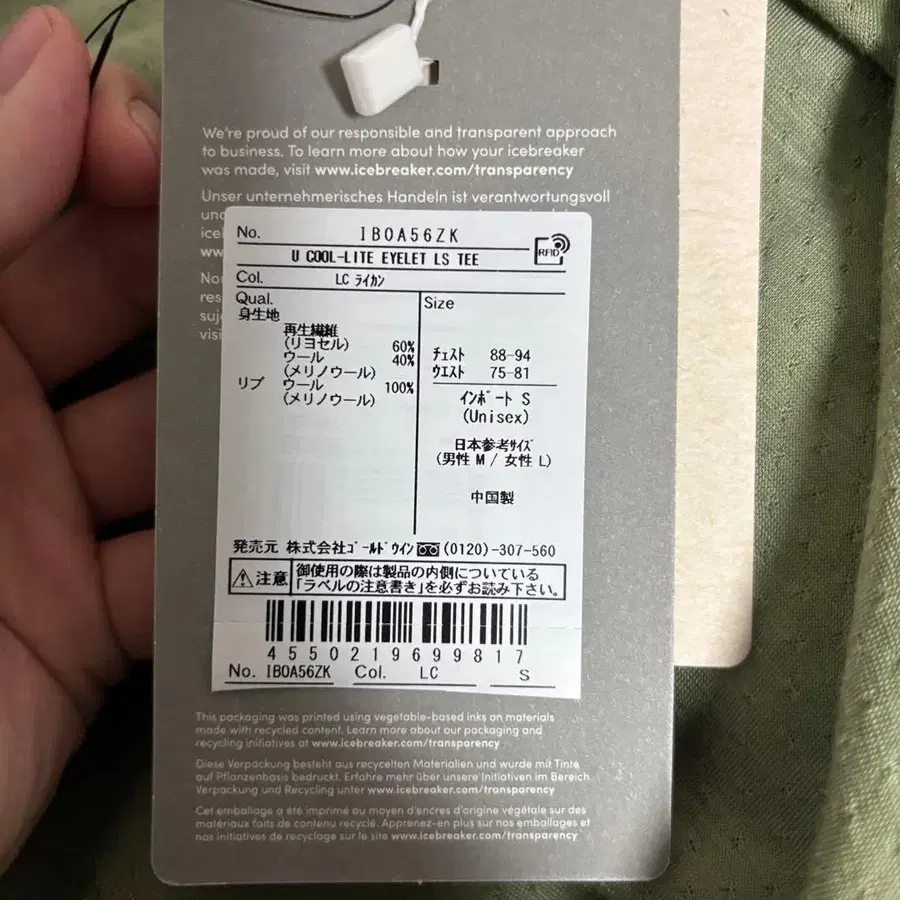 We're proud of our responsible and transparent approach
to business. To learn more about how your icebreaker
was made, visit www.icebreaker.com/transparency
Unser unternehmerisches Handeln ist verantwortungsvoll
und
No. IBOA56ZK
U COOL-LITE EYELET LS TEE
RFID
Col. LC ライカン
Qual.
身生地
再生繊維
(リヨセル) 60%
ウール 40%
(メリノウール)
リブ ウール 100%
(メリノウール)
Size
チェスト 88-94
ウエスト 75-81
インポート S
(Unisex)
日本参考サイズ
(男性 M / 女性 L)
中国製
発売元 株式会社ゴールドウイン (0120)-307-560
注意 御使用の際は製品の内側についている
「ラベルの注意書き」を必ずお読み下さい。
4550219699817
No. IBOA56ZK Col. LC S
This packaging was printed using vegetable-based inks on materials
made with recycled content. Learn more about our packaging and
recycling initiatives at www.icebreaker.com/transparency
Diese Verpackung besteht aus recycelten Materialien und wurde mit Tinte
auf Pflanzenbasis bedruckt. Erfahre mehr über unsere Initiativen im Bereich
Verpackung und Recycling unter www.icebreaker.com/transparency
Cet emballage a été imprimé au moyen d'encres d'origine végétale sur des
matériaux faits de contenu recyclé. Apprenez-en plus sur nos emballages et
nos initiatives de recyclage sur le site www.icebreaker.com/transparency